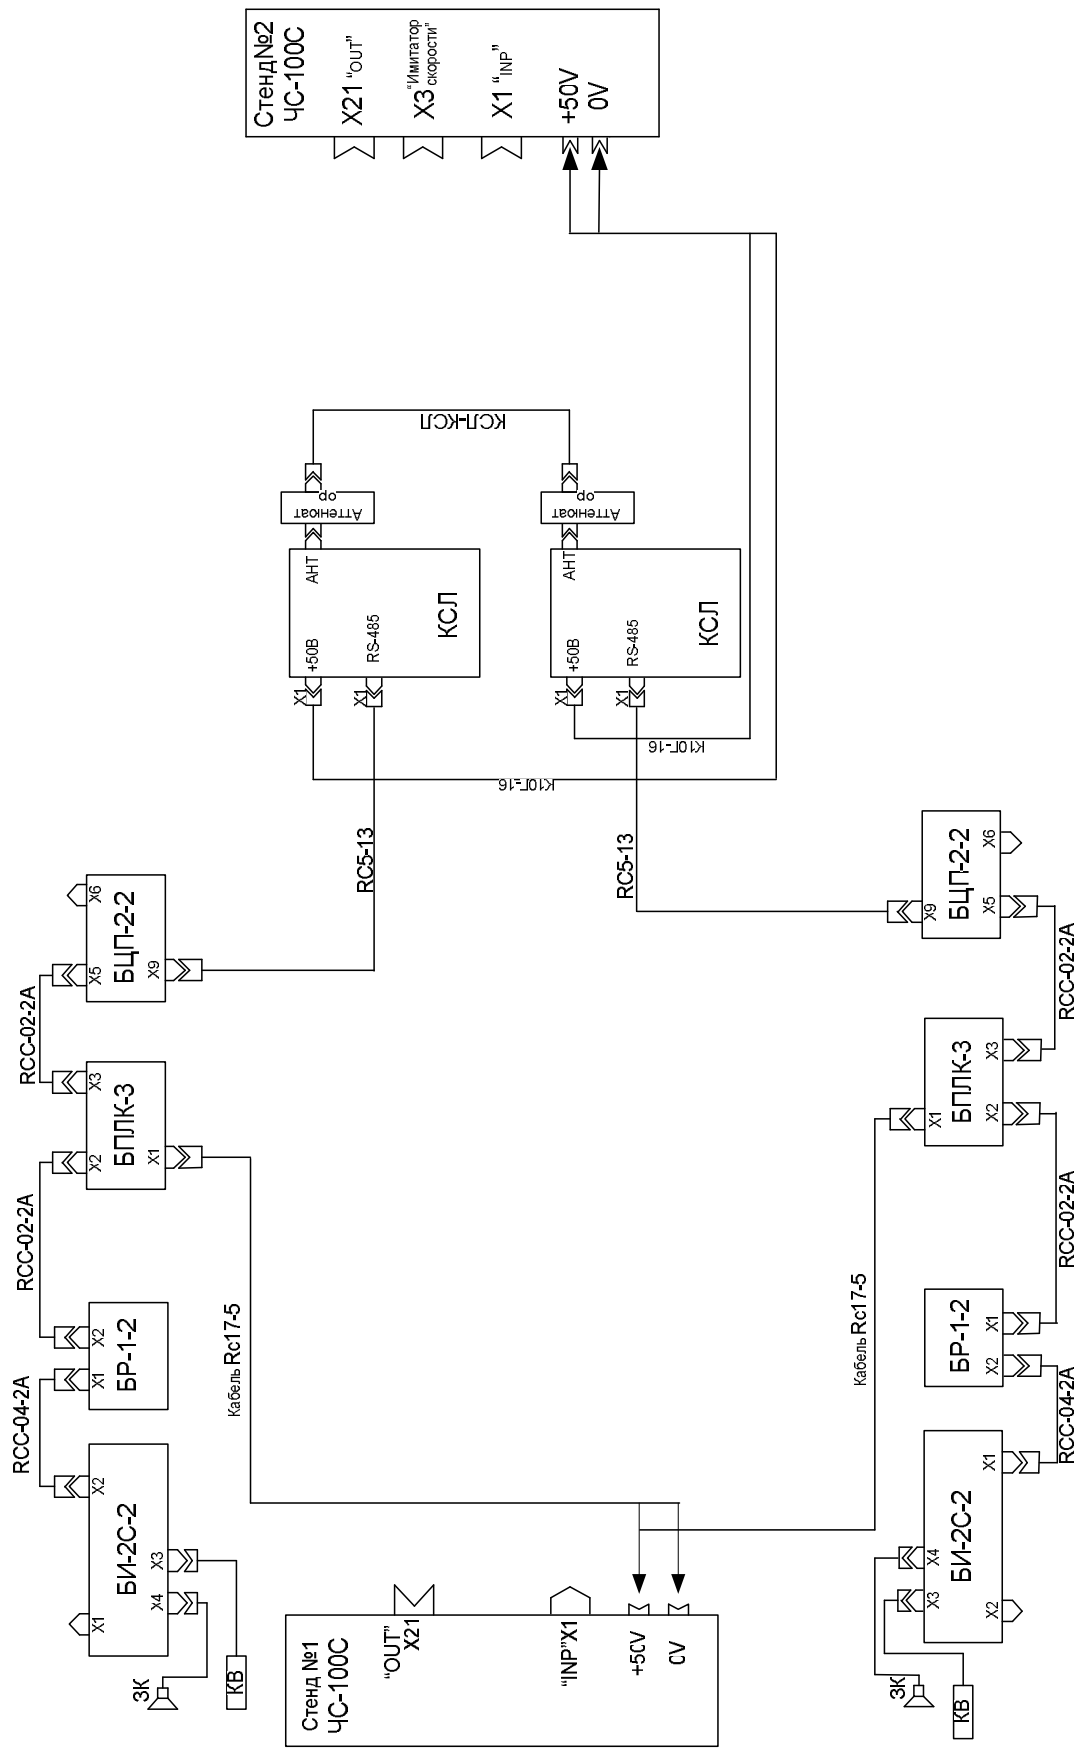 Стенд№2
ЧС-100С
X21 "OUT"
X3 "Имитатор
скорости"
X1 "INP"
+50V
0V
КСЛ-КСЛ
Аттенюат
ор
АНТ
+50В
X1
RS-485
X1
КСЛ
Аттенюат
ор
АНТ
+50В
X1
RS-485
X1
КСЛ
К10Г-16
К10Г-16
RC5-13
RC5-13
БЦП-2-2
X6
X5
X9
RCC-02-2A
БПЛК-3
X3
X2
X1
RCC-02-2A
БР-1-2
X2
X1
RCC-04-2A
БИ-2С-2
X2
X1
X3
X4
ЗК
КВ
Кабель Rc17-5
Стенд №1
ЧС-100С
"OUT"
X21
"INP"X1
+50V
0V
Кабель Rc17-5
БЦП-2-2
X9
X6
X5
RCC-02-2A
БПЛК-3
X1
X3
X2
RCC-02-2A
БР-1-2
X1
X2
RCC-04-2A
БИ-2С-2
X4
X3
X1
X2
ЗК
КВ